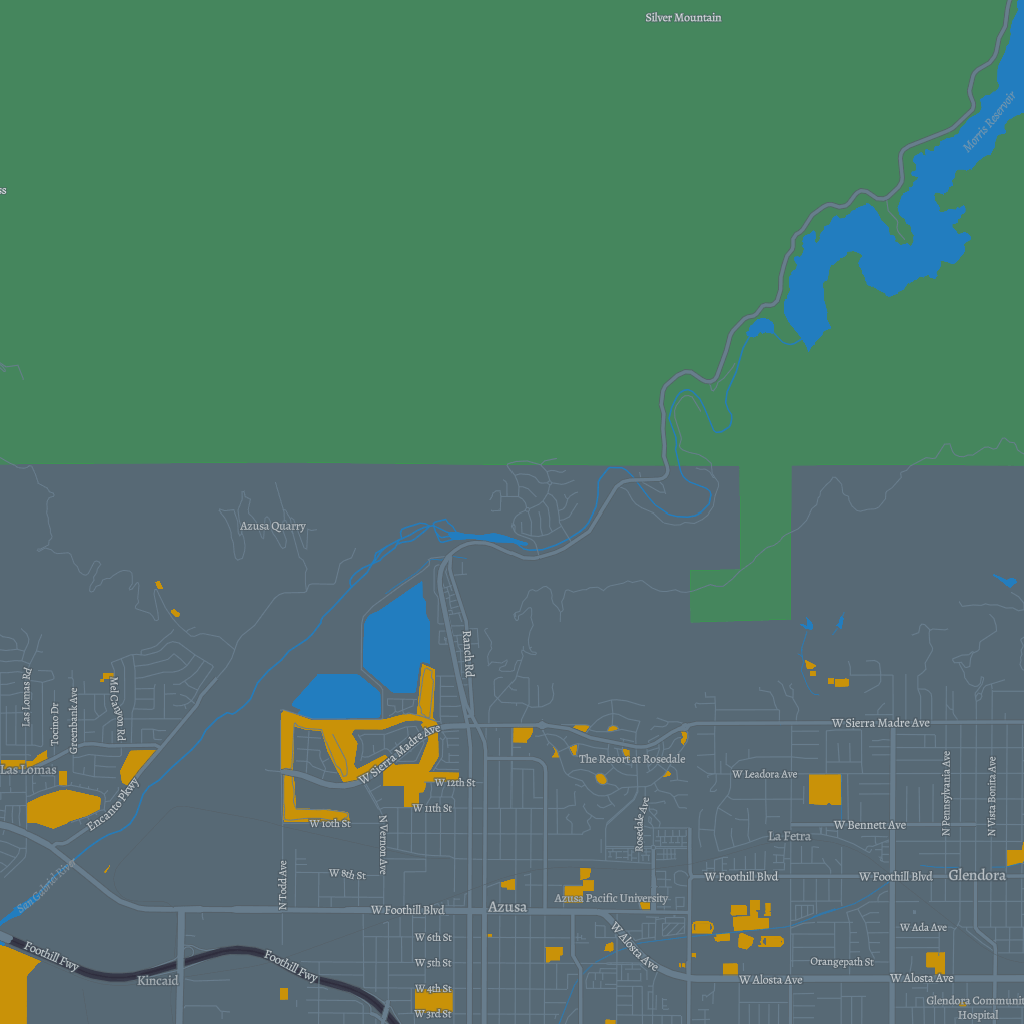 Silver Mountain
Morris Reservoir
ss
Azusa Quarry
Ranch Rd
Las Lomas Rd
Tocino Dr
Greenbank Ave
Mel Canyon Rd
W Sierra Madre Ave
W Sierra Madre Ave
The Resort at Rosedale
Las Lomas
W Leadora Ave
W 12th St
N Pennsylvania Ave
N Vista Bonita Ave
Encanto Pkwy
W 11th St
W 10th St
N Vernon Ave
Rosedale Ave
W Bennett Ave
La Fetra
San Gabriel River
N Todd Ave
W 8th St
W Foothill Blvd
W Foothill Blvd
Glendora
W Foothill Blvd
Azusa
Azusa Pacific University
W Alosta Ave
W Ada Ave
W 6th St
Foothill Fwy
Foothill Fwy
W 5th St
Orangepath St
Kincaid
W Alosta Ave
W Alosta Ave
W 4th St
W 3rd St
Glendora Communit
Hospital